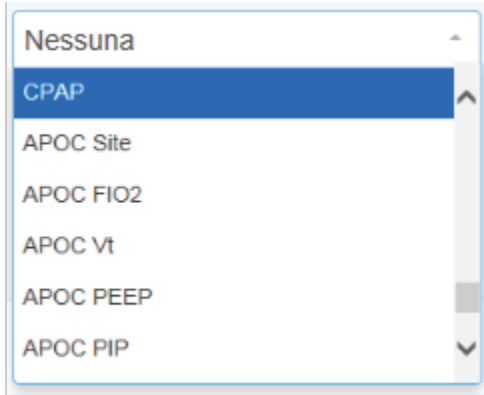 Nessuna
CPAP
APOC Site
APOC FIO2
APOC Vt
APOC PEEP
APOC PIP